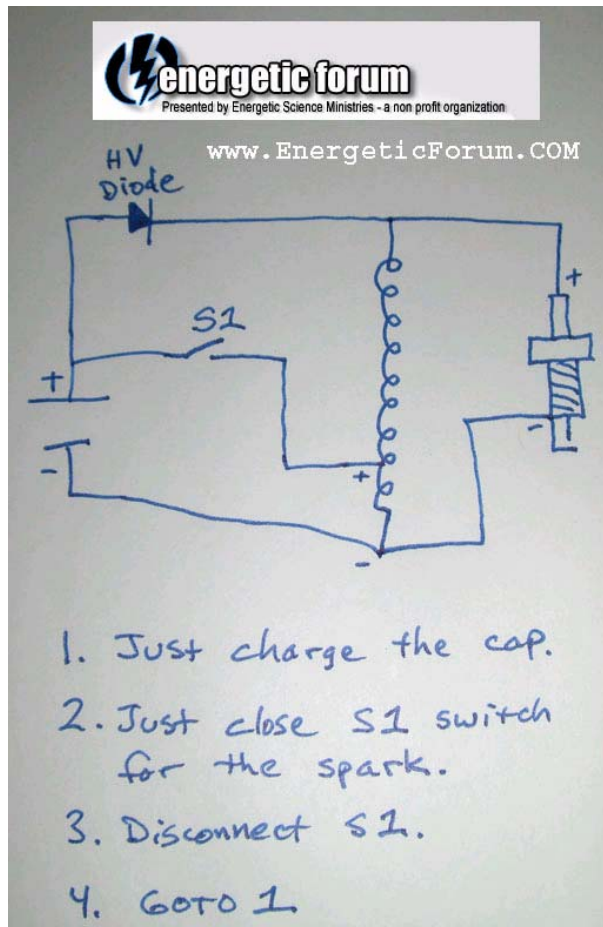 energetic forum
Presented by Energetic Science Ministries - a non profit organization
www.EnergeticForum.COM
HV
Diode
S1
+
+
-
-
+
-
1. Just charge the cap.
2. Just close S1 switch
for the spark.
3. Disconnect S1.
4. GOTO 1